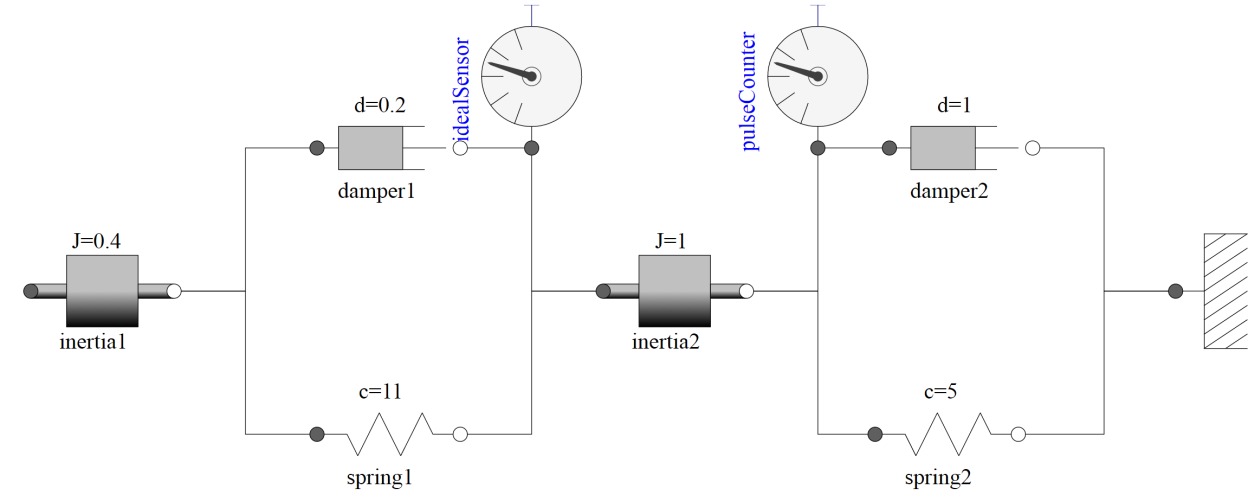 idealSensor
pulseCounter
d=0.2
d=1
damper1
damper2
J=0.4
J=1
inertia1
inertia2
c=11
c=5
spring1
spring2